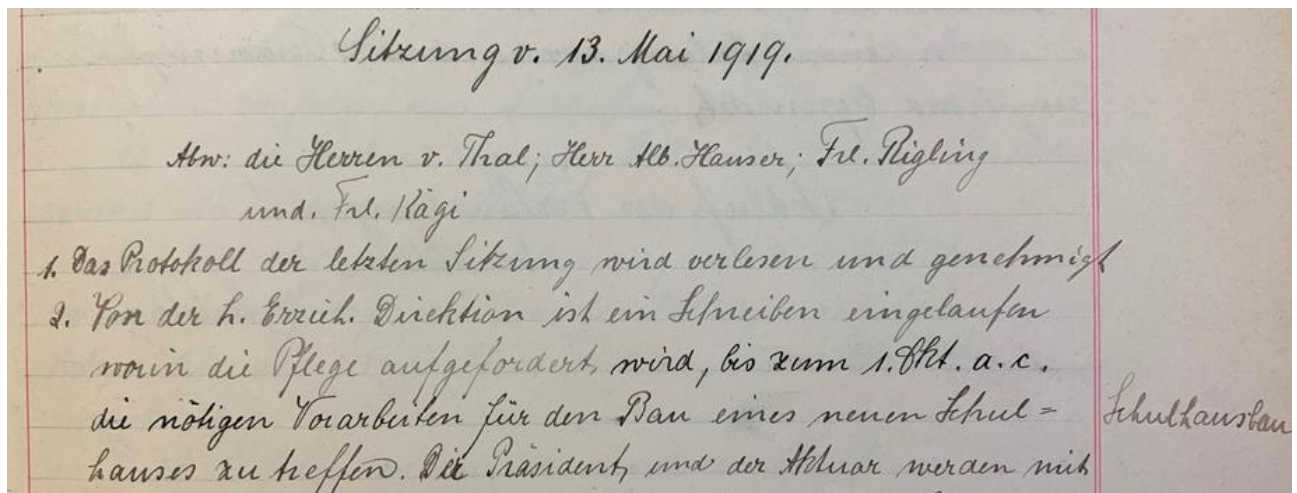 Sitzung v. 13. Mai 1919.
Abw: die Herren v. Thal; Herr Alb. Hauser; Frl. Rigling
und. Frl. Kägi
1. Das Protokoll der letzten Sitzung wird verlesen und genehmigt
2. Von der h. Erzieh. Direktion ist ein Schreiben eingelaufen
worin die Pflege aufgefordert wird, bis zum 1. Okt. a. c.
die nötigen Vorarbeiten für den Bau eines neuen Schul=
hauses zu treffen. Der Präsident und der Aktuar werden mit
Schulhausbau